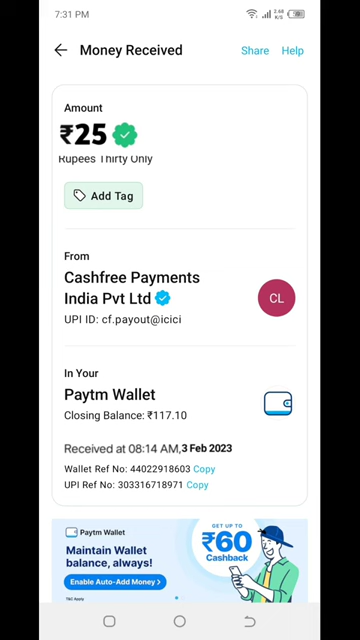 7:31 PM
2.68 K/S
Money Received
Share
Help
Amount
₹25
Rupees Thirty Only
Add Tag
From
Cashfree Payments
India Pvt Ltd
CL
UPI ID: cf.payout@icici
In Your
Paytm Wallet
Closing Balance: ₹117.10
Received at 08:14 AM,3 Feb 2023
Wallet Ref No: 44022918603 Copy
UPI Ref No: 303316718971 Copy
Paytm Wallet
Maintain Wallet
balance, always!
Enable Auto-Add Money >
T&C Apply
GET UP TO
₹60
Cashback